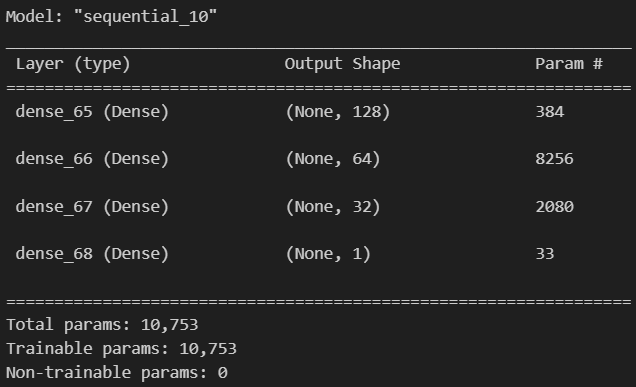 Model: "sequential_10"
_________________________________________________________________
Layer (type) Output Shape Param #
=================================================================
dense_65 (Dense) (None, 128) 384
dense_66 (Dense) (None, 64) 8256
dense_67 (Dense) (None, 32) 2080
dense_68 (Dense) (None, 1) 33
=================================================================
Total params: 10,753
Trainable params: 10,753
Non-trainable params: 0